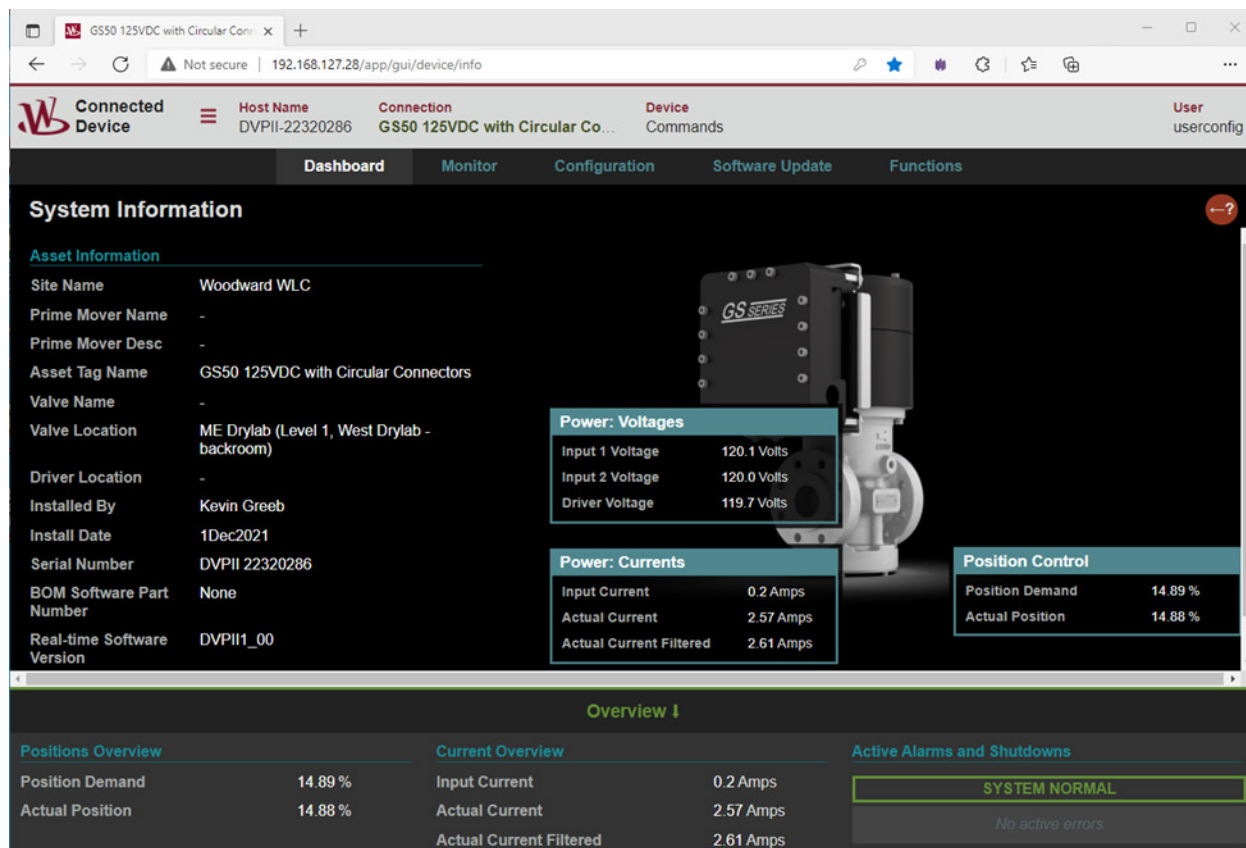 GS50 125VDC with Circular Conn
Not secure
192.168.127.28/app/gui/device/info
Connected
Device
Host Name
DVPII-22320286
Connection
GS50 125VDC with Circular Co...
Device
Commands
User
userconfig
Dashboard
Monitor
Configuration
Software Update
Functions
System Information
←?
Asset Information
Site Name Woodward WLC
Prime Mover Name -
Prime Mover Desc -
Asset Tag Name GS50 125VDC with Circular Connectors
Valve Name -
Valve Location ME Drylab (Level 1, West Drylab -
backroom)
Driver Location -
Installed By Kevin Greeb
Install Date 1Dec2021
Serial Number DVPII 22320286
BOM Software Part None
Number
Real-time Software DVPII1_00
Version
GS SERIES
Power: Voltages
Input 1 Voltage 120.1 Volts
Input 2 Voltage 120.0 Volts
Driver Voltage 119.7 Volts
Power: Currents
Input Current 0.2 Amps
Actual Current 2.57 Amps
Actual Current Filtered 2.61 Amps
Position Control
Position Demand 14.89 %
Actual Position 14.88 %
Overview
Positions Overview
Position Demand 14.89 %
Actual Position 14.88 %
Current Overview
Input Current 0.2 Amps
Actual Current 2.57 Amps
Actual Current Filtered 2.61 Amps
Active Alarms and Shutdowns
SYSTEM NORMAL
No active errors